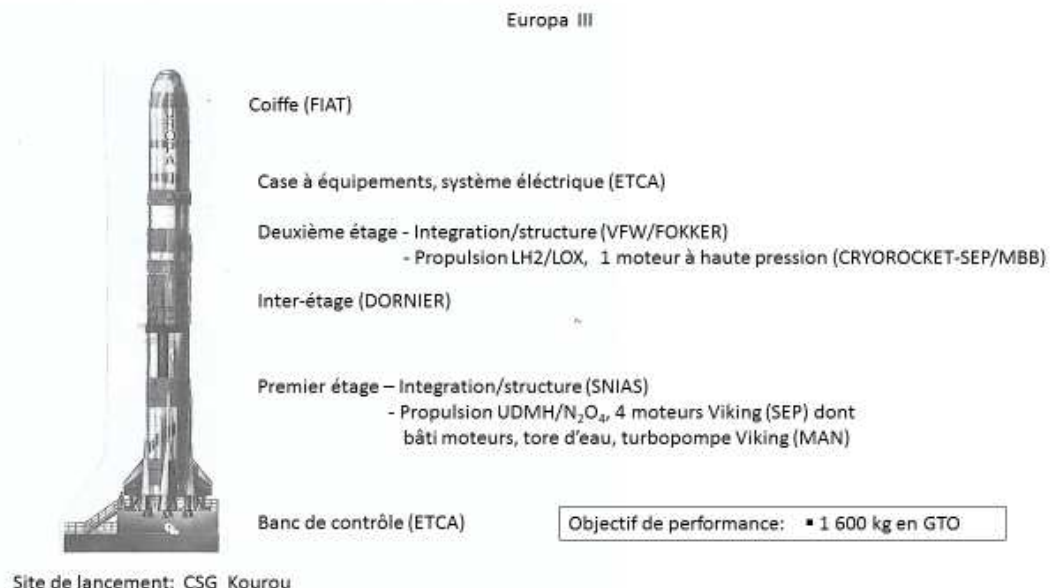 Europa III
Coiffe (FIAT)
Case à équipements, système éléctrique (ETCA)
Deuxième étage - Integration/structure (VFW/FOKKER)
- Propulsion LH2/LOX, 1 moteur à haute pression (CRYOROCKET-SEP/MBB)
Inter-étage (DORNIER)
Premier étage – Integration/structure (SNIAS)
- Propulsion UDMH/N₂O₄, 4 moteurs Viking (SEP) dont
bâti moteurs, tore d'eau, turbopompe Viking (MAN)
Banc de contrôle (ETCA)
Objectif de performance: ▪ 1 600 kg en GTO
Site de lancement: CSG Kourou